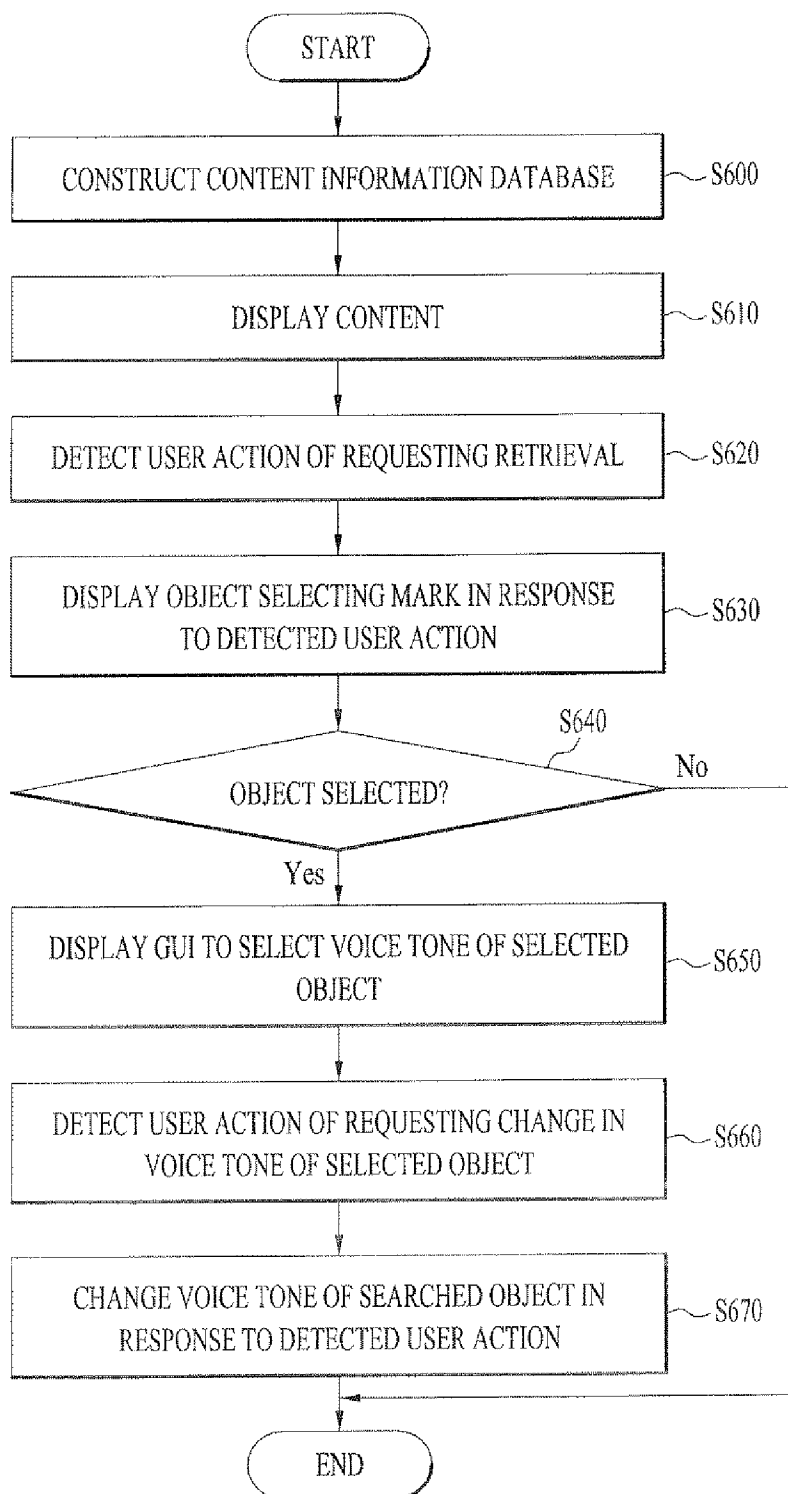 START
CONSTRUCT CONTENT INFORMATION DATABASE
S600
DISPLAY CONTENT
S610
DETECT USER ACTION OF REQUESTING RETRIEVAL
S620
DISPLAY OBJECT SELECTING MARK IN RESPONSE
TO DETECTED USER ACTION
S630
S640
OBJECT SELECTED?
No
Yes
DISPLAY GUI TO SELECT VOICE TONE OF SELECTED
OBJECT
S650
DETECT USER ACTION OF REQUESTING CHANGE IN
VOICE TONE OF SELECTED OBJECT
S660
CHANGE VOICE TONE OF SEARCHED OBJECT IN
RESPONSE TO DETECTED USER ACTION
S670
END